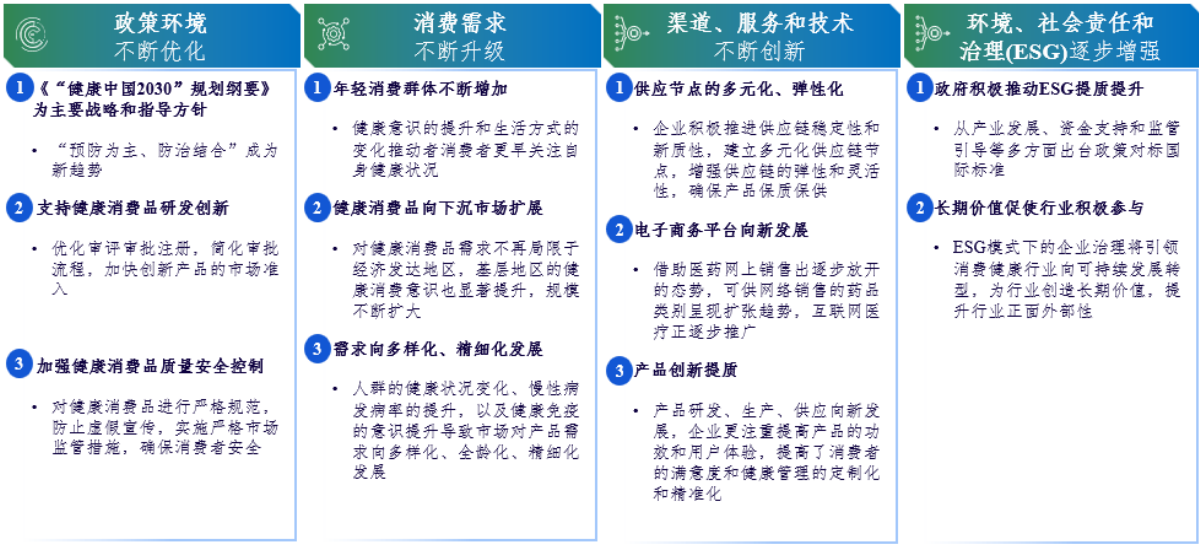 政策环境
不断优化
1
《“健康中国2030”规划纲要》
为主要战略和指导方针
• “预防为主、防治结合”成为
新趋势
2
支持健康消费品研发创新
• 优化审评审批注册，简化审批
流程，加快创新产品的市场准
入
3
加强健康消费品质量安全控制
• 对健康消费品进行严格规范，
防止虚假宣传，实施严格市场
监管措施，确保消费者安全
消费需求
不断升级
1
年轻消费群体不断增加
• 健康意识的提升和生活方式的
变化推动者消费者更早关注自
身健康状况
2
健康消费品向下沉市场扩展
• 对健康消费品需求不再局限于
经济发达地区，基层地区的健
康消费意识也显著提升，规模
不断扩大
3
需求向多样化、精细化发展
• 人群的健康状况变化、慢性病
发病率的提升，以及健康免疫
的意识提升导致市场对产品需
求向多样化、全龄化、精细化
发展
渠道、服务和技术
不断创新
1
供应节点的多元化、弹性化
• 企业积极推进供应链稳定性和
新质性，建立多元化供应链节
点，增强供应链的弹性和灵活
性，确保产品保质保供
2
电子商务平台向新发展
• 借助医药网上销售出逐步放开
的态势，可供网络销售的药品
类别呈现扩张趋势，互联网医
疗正逐步推广
3
产品创新提质
• 产品研发、生产、供应向新发
展，企业更注重提高产品的功
效和用户体验，提高了消费者
的满意度和健康管理的定制化
和精准化
环境、社会责任和
治理(ESG)逐步增强
1
政府积极推动ESG提质提升
• 从产业发展、资金支持和监管
引导等多方面出台政策对标国
际标准
2
长期价值促使行业积极参与
• ESG模式下的企业治理将引领
消费健康行业向可持续发展转
型，为行业创造长期价值，提
升行业正面外部性